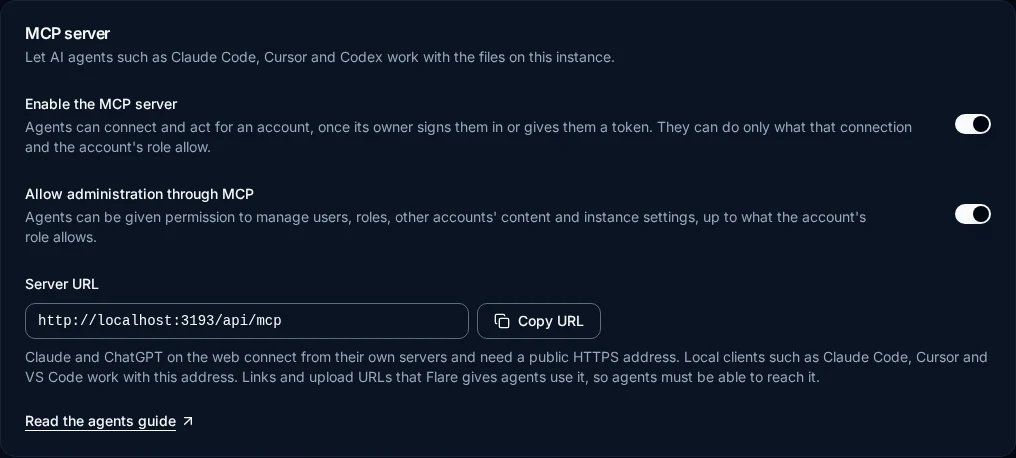 MCP server
Let AI agents such as Claude Code, Cursor and Codex work with the files on this instance.
Enable the MCP server
Agents can connect and act for an account, once its owner signs them in or gives them a token. They can do only what that connection
and the account's role allow.
Allow administration through MCP
Agents can be given permission to manage users, roles, other accounts' content and instance settings, up to what the account's
role allows.
Server URL
http://localhost:3193/api/mcp
Copy URL
Claude and ChatGPT on the web connect from their own servers and need a public HTTPS address. Local clients such as Claude Code, Cursor and
VS Code work with this address. Links and upload URLs that Flare gives agents use it, so agents must be able to reach it.
Read the agents guide